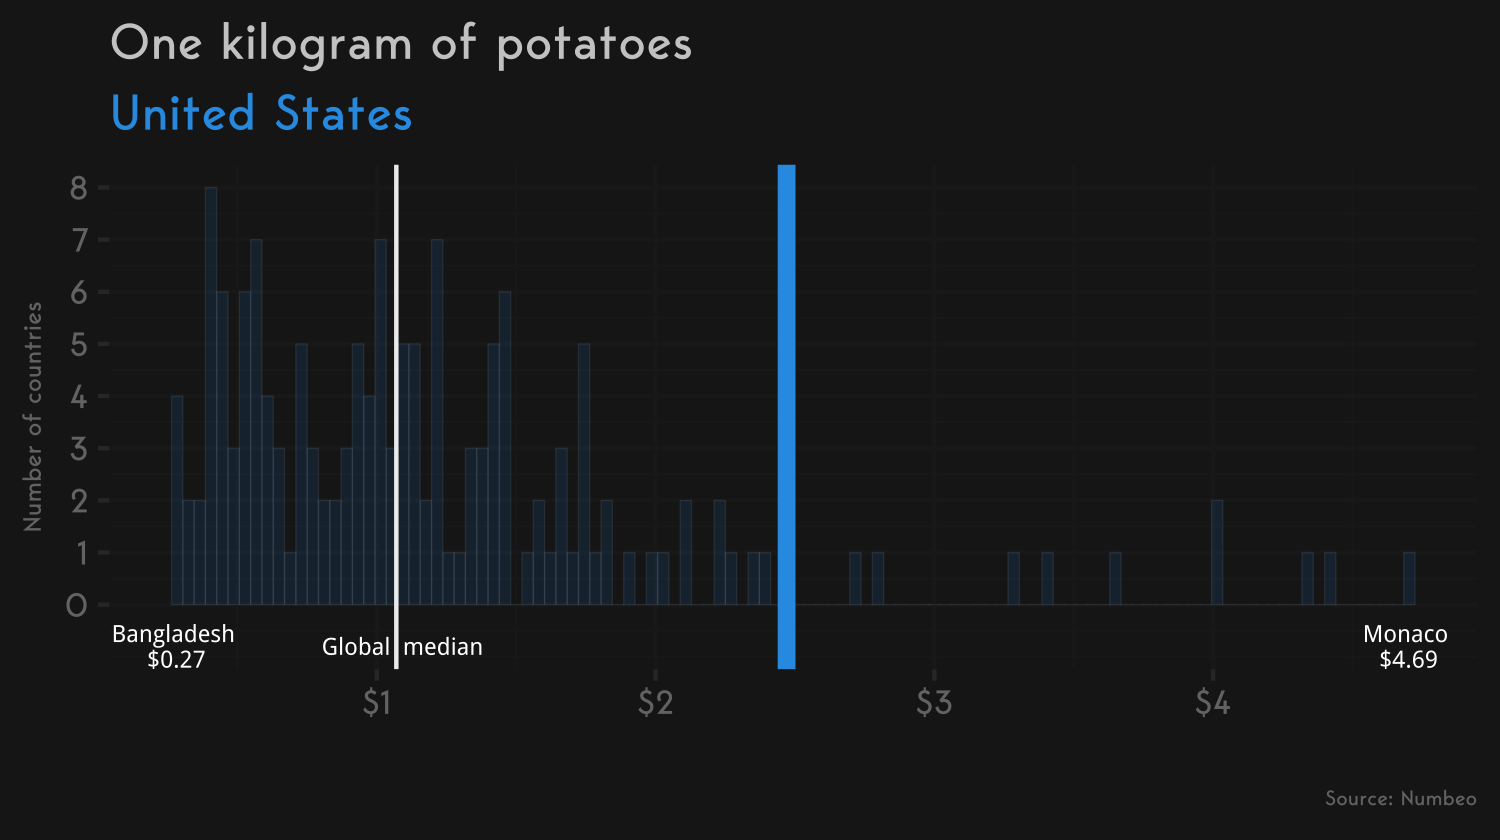 One kilogram of potatoes
United States
Number of countries
8
7
6
5
4
3
2
1
0
Bangladesh
$0.27
Global median
Monaco
$4.69
$1 $2 $3 $4
Source: Numbeo